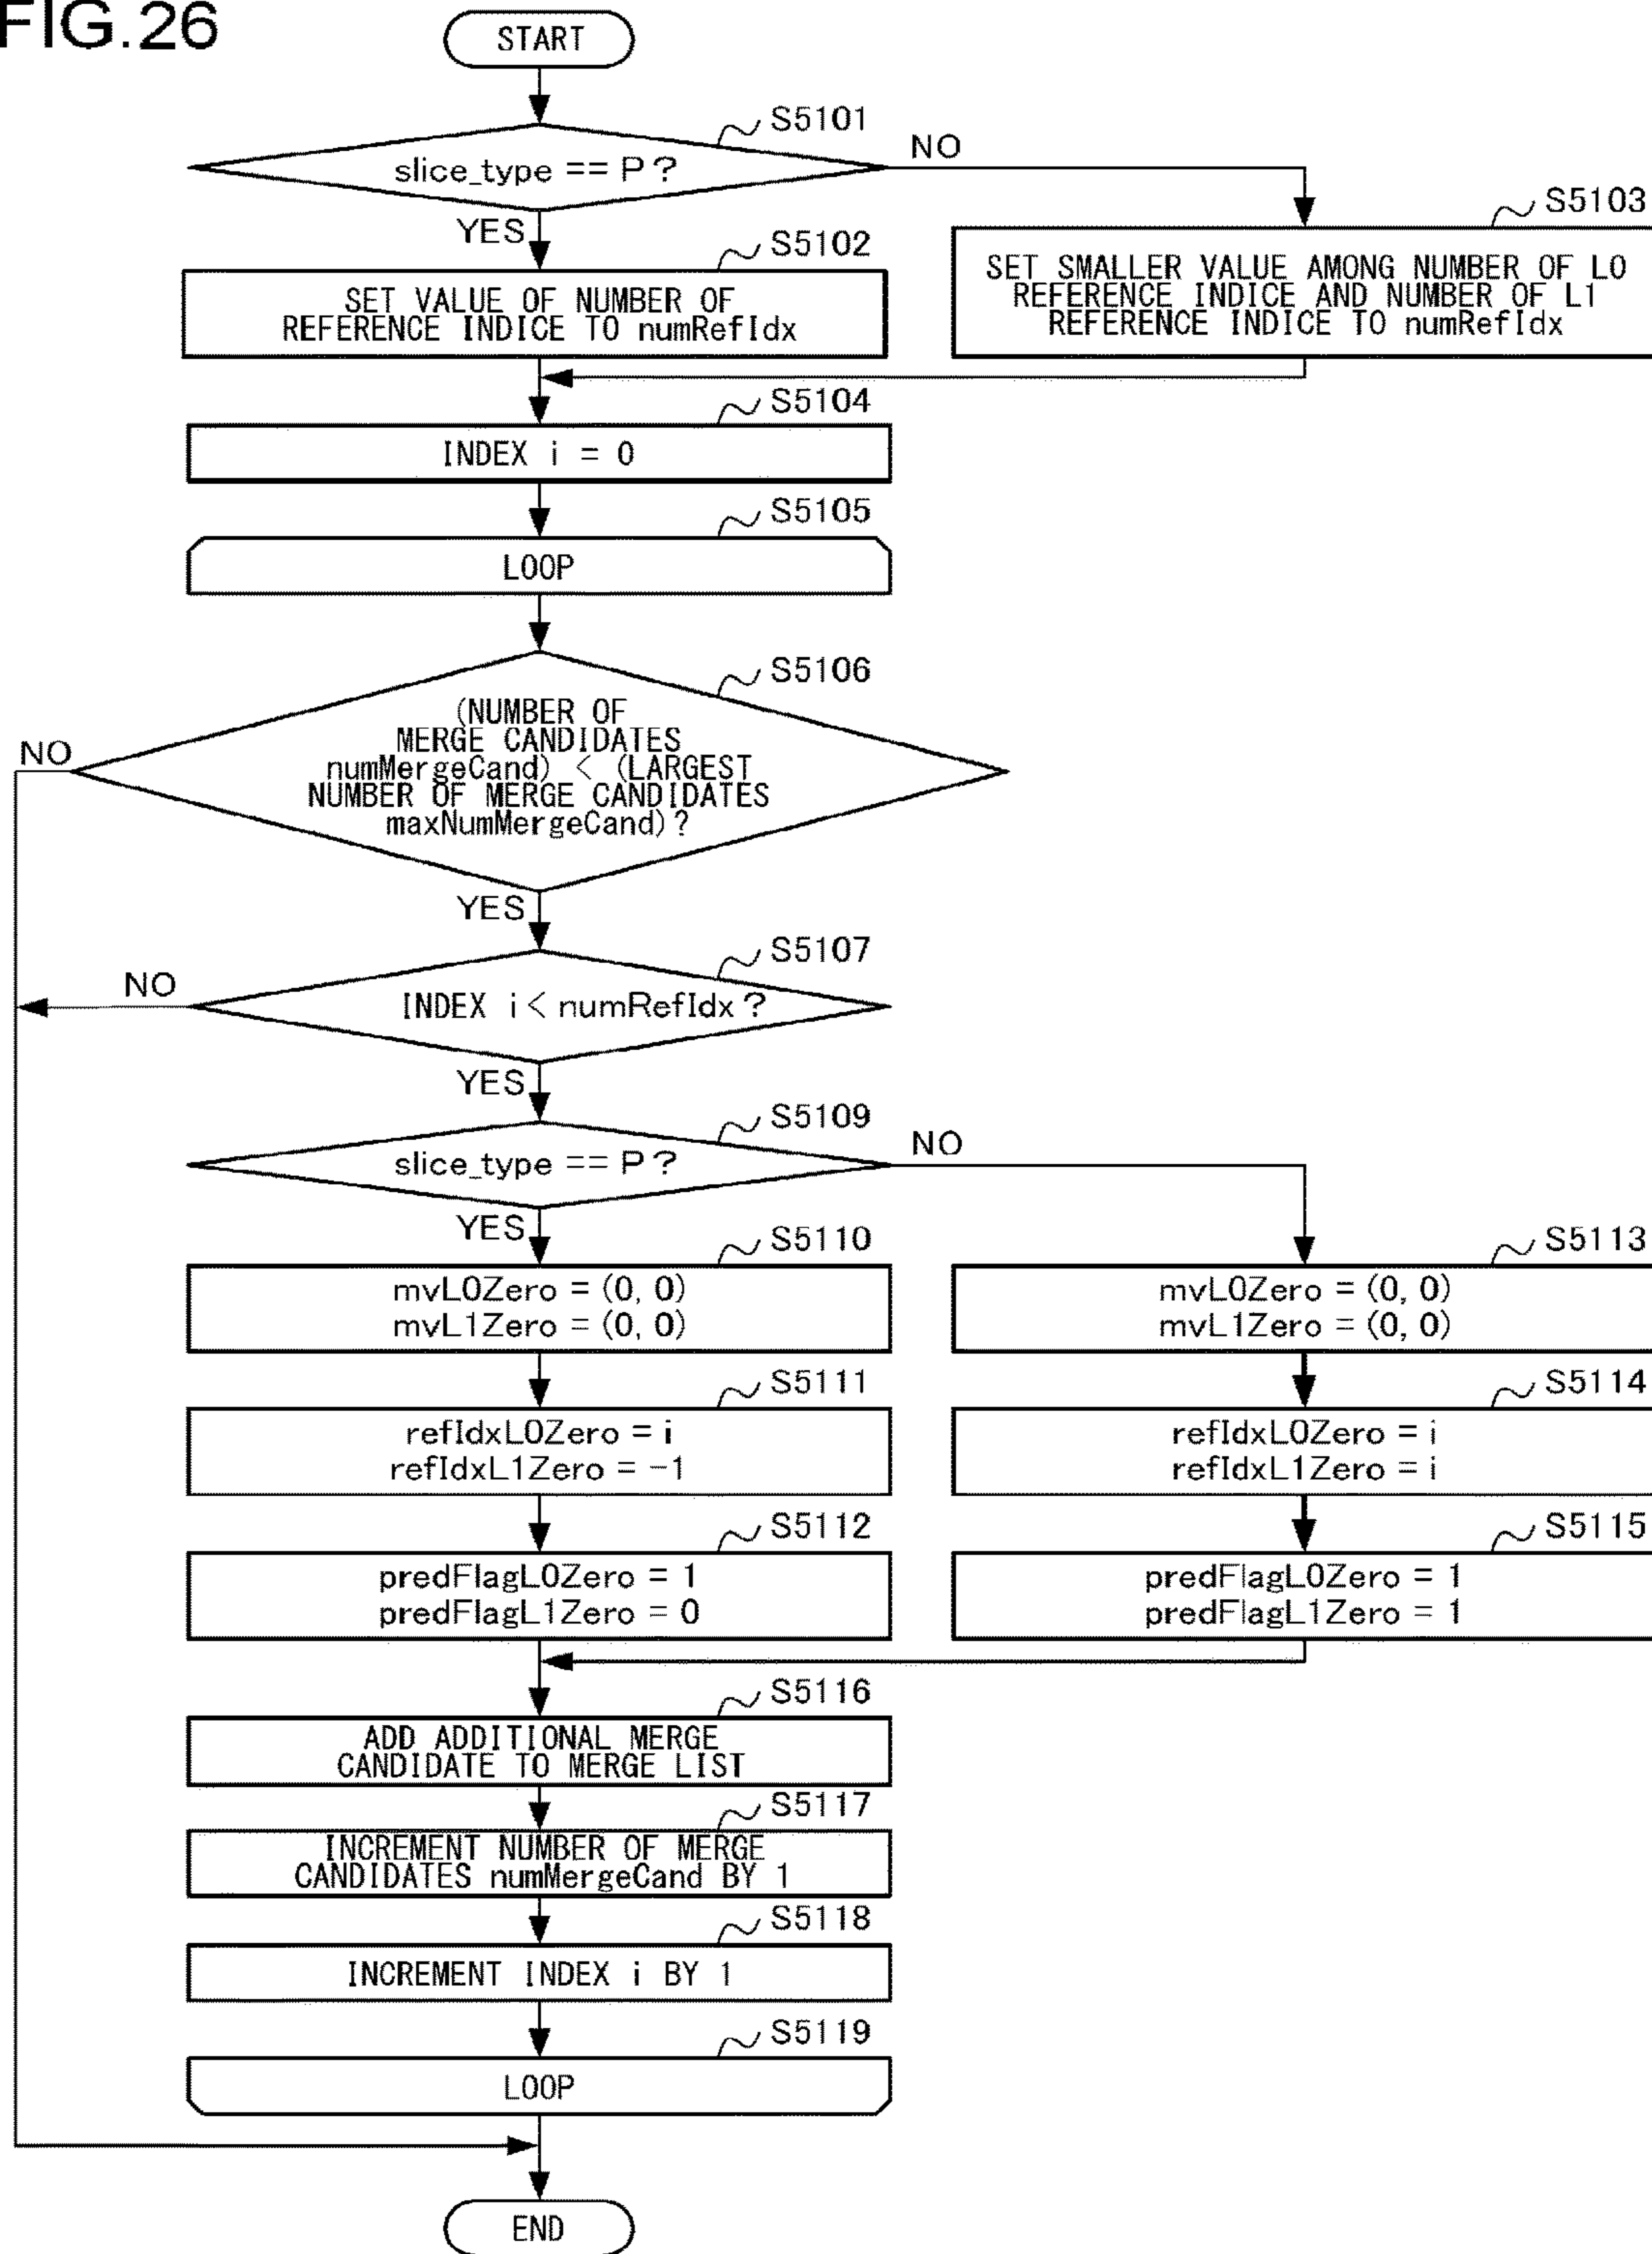 FIG.26
START
S5101
slice_type == P?
NO
YES
S5102
SET VALUE OF NUMBER OF
REFERENCE INDICE TO numRefIdx
S5103
SET SMALLER VALUE AMONG NUMBER OF L0
REFERENCE INDICE AND NUMBER OF L1
REFERENCE INDICE TO numRefIdx
S5104
INDEX i = 0
S5105
LOOP
S5106
(NUMBER OF
MERGE CANDIDATES
numMergeCand) < (LARGEST
NUMBER OF MERGE CANDIDATES
maxNumMergeCand)?
NO
YES
S5107
INDEX i < numRefIdx?
NO
YES
S5109
slice_type == P?
NO
YES
S5110
mvL0Zero = (0, 0)
mvL1Zero = (0, 0)
S5113
mvL0Zero = (0, 0)
mvL1Zero = (0, 0)
S5111
refIdxL0Zero = i
refIdxL1Zero = -1
S5114
refIdxL0Zero = i
refIdxL1Zero = i
S5112
predFlagL0Zero = 1
predFlagL1Zero = 0
S5115
predFlagL0Zero = 1
predFlagL1Zero = 1
S5116
ADD ADDITIONAL MERGE
CANDIDATE TO MERGE LIST
S5117
INCREMENT NUMBER OF MERGE
CANDIDATES numMergeCand BY 1
S5118
INCREMENT INDEX i BY 1
S5119
LOOP
END